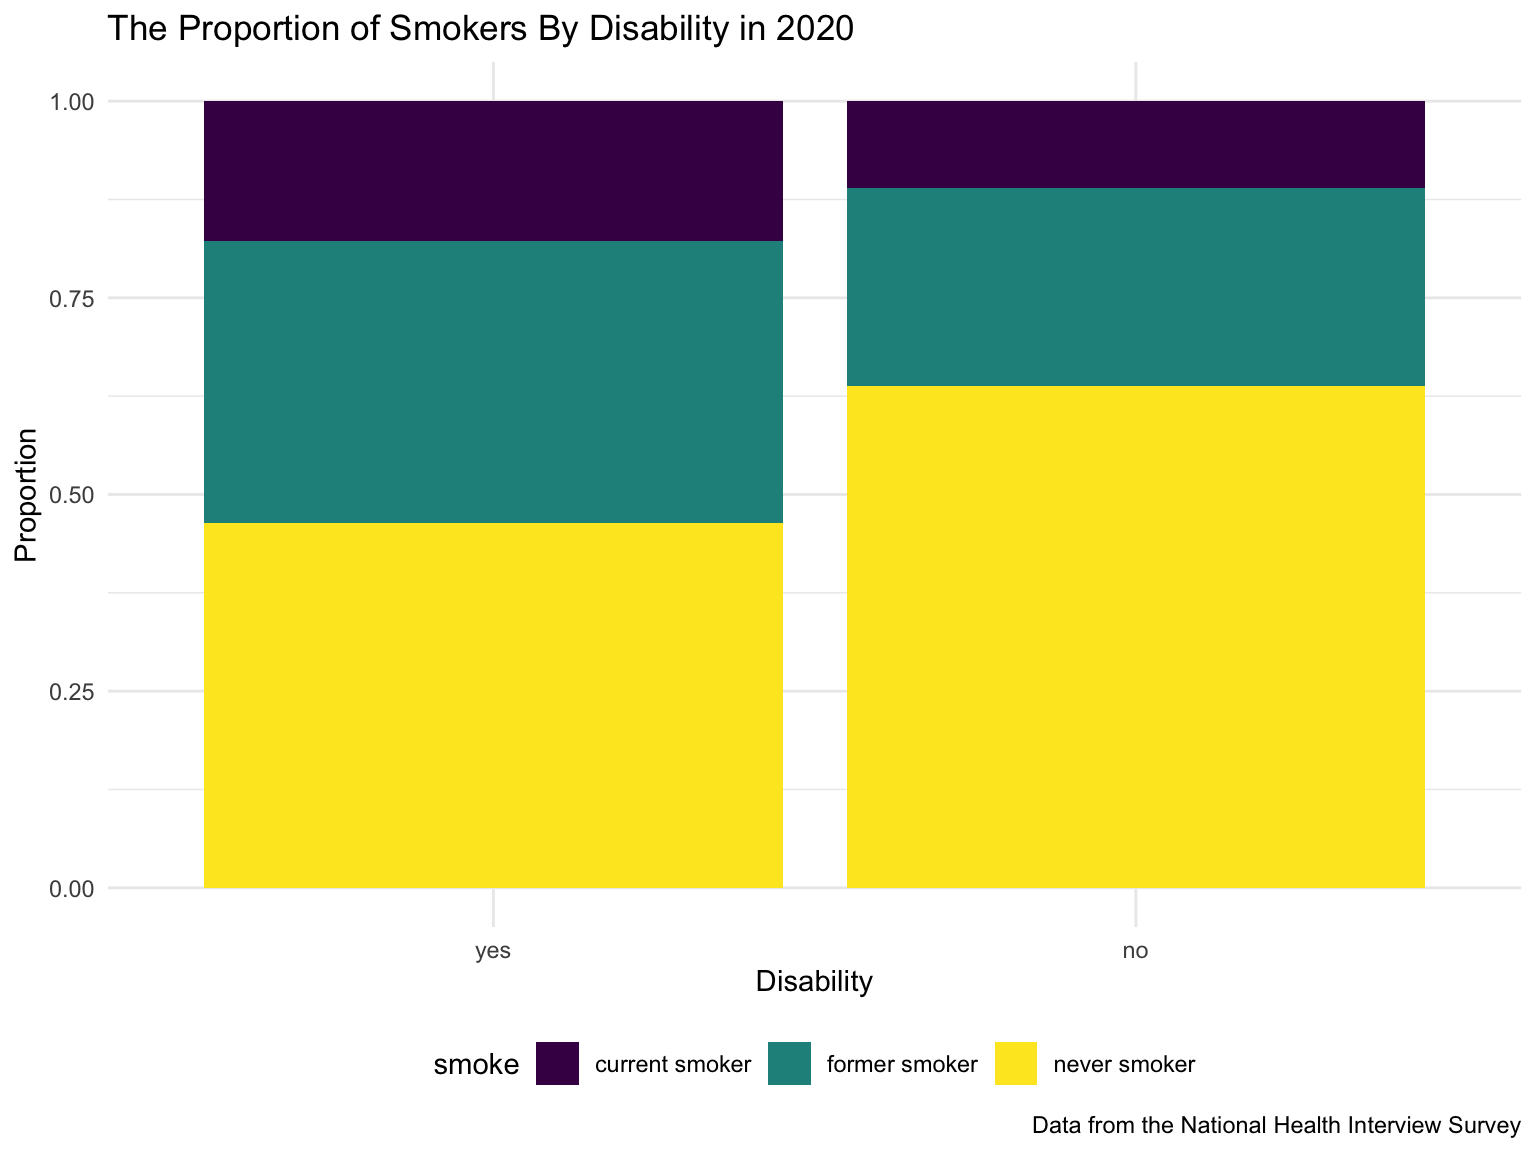 The Proportion of Smokers By Disability in 2020
1.00
0.75
0.50
0.25
0.00
Proportion
yes no
Disability
smoke current smoker former smoker never smoker
Data from the National Health Interview Survey